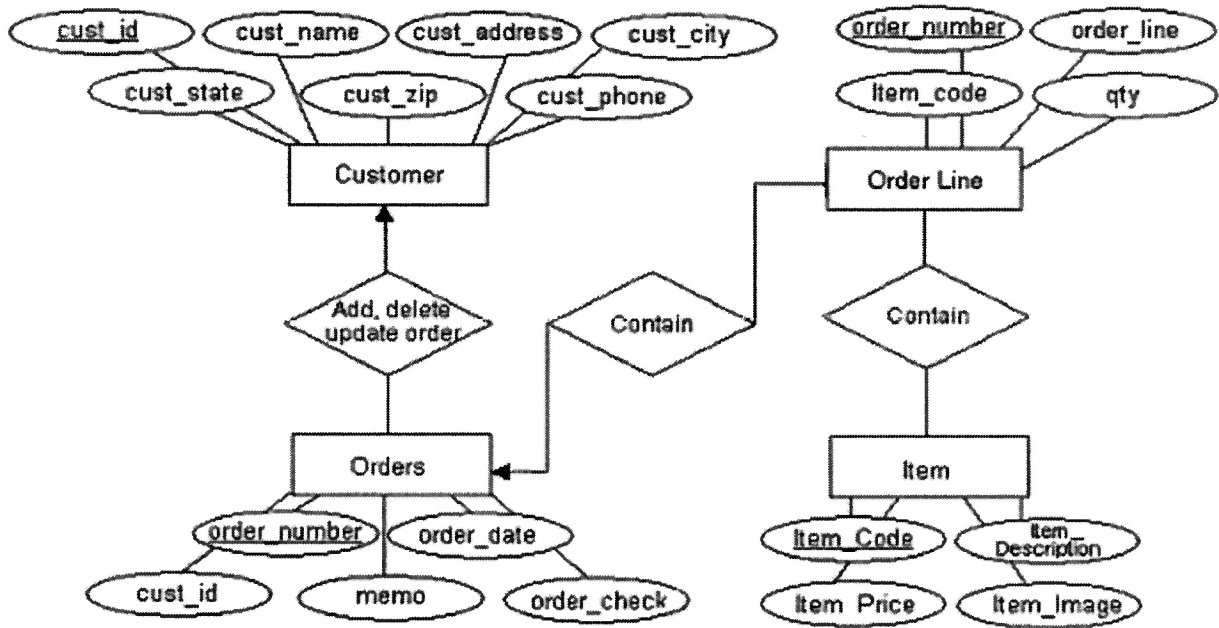 cust_id
cust_name
cust_address
cust_city
cust_state
cust_zip
cust_phone
Customer
order_number
order_line
Item_code
qty
Order Line
Add, delete
update order
Contain
Contain
Orders
order_number
order_date
cust_id
memo
order_check
Item
Item_Code
Item_
Description
Item Price
Item_Image